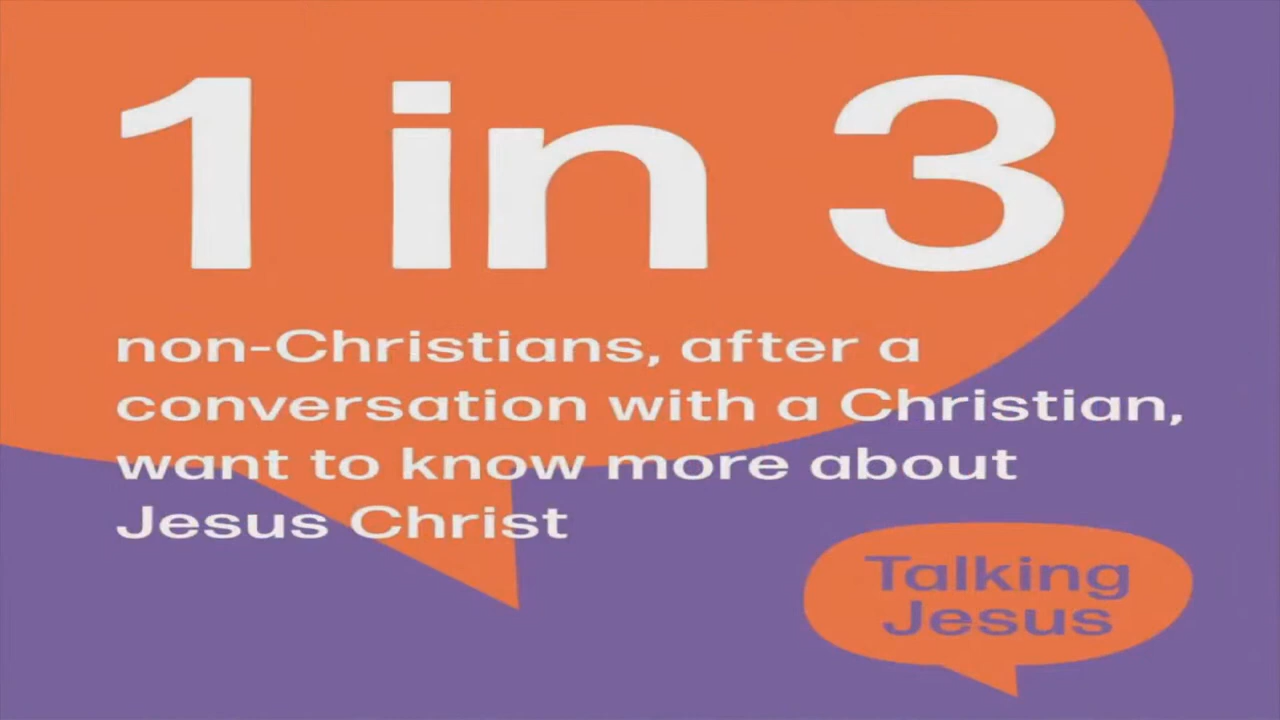 1 in 3
non-Christians, after a
conversation with a Christian,
want to know more about
Jesus Christ
Talking
Jesus